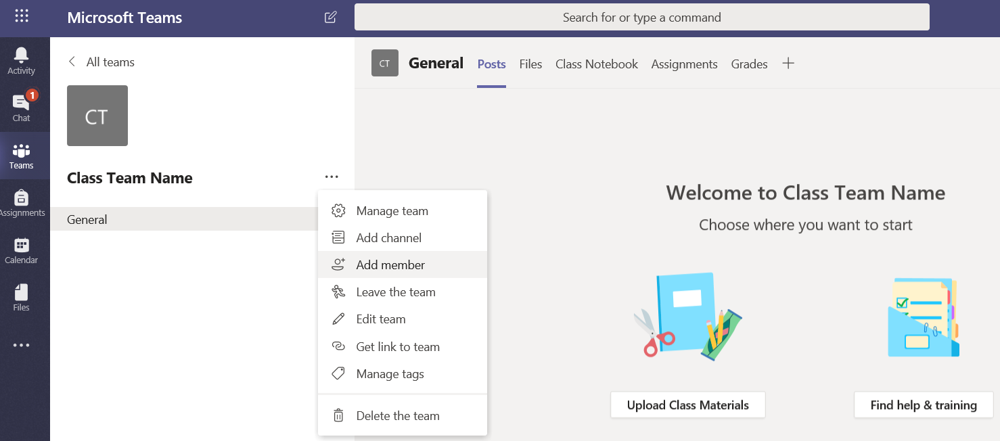 Microsoft Teams
Search for or type a command
Activity
1
Chat
Teams
Assignments
Calendar
Files
All teams
CT
Class Team Name
General
Manage team
Add channel
Add member
Leave the team
Edit team
Get link to team
Manage tags
Delete the team
CT General Posts Files Class Notebook Assignments Grades
Welcome to Class Team Name
Choose where you want to start
Upload Class Materials
Find help & training